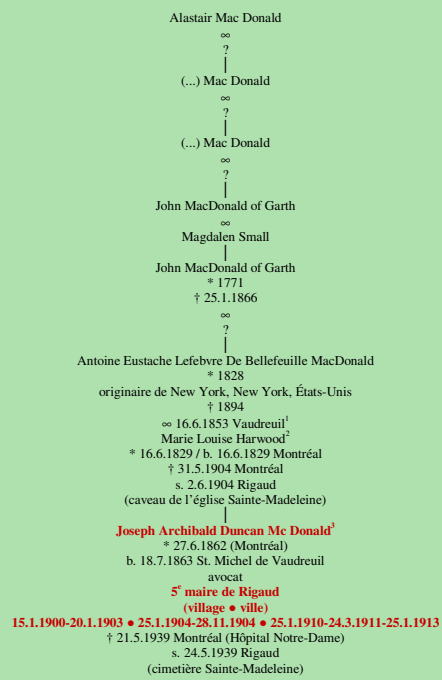 Alastair Mac Donald
∞
?
(...) Mac Donald
∞
?
(...) Mac Donald
∞
?
John MacDonald of Garth
∞
Magdalen Small
John MacDonald of Garth
* 1771
† 25.1.1866
∞
?
Antoine Eustache Lefebvre De Bellefeuille MacDonald
* 1828
originaire de New York, New York, États-Unis
† 1894
∞ 16.6.1853 Vaudreuil¹
Marie Louise Harwood²
* 16.6.1829 / b. 16.6.1829 Montréal
† 31.5.1904 Montréal
s. 2.6.1904 Rigaud
(caveau de l'église Sainte-Madeleine)
Joseph Archibald Duncan Mc Donald³
* 27.6.1862 (Montréal)
b. 18.7.1863 St. Michel de Vaudreuil
avocat
5e maire de Rigaud
(village ● ville)
15.1.1900-20.1.1903 ● 25.1.1904-28.11.1904 ● 25.1.1910-24.3.1911-25.1.1913
† 21.5.1939 Montréal (Hôpital Notre-Dame)
s. 24.5.1939 Rigaud
(cimetière Sainte-Madeleine)